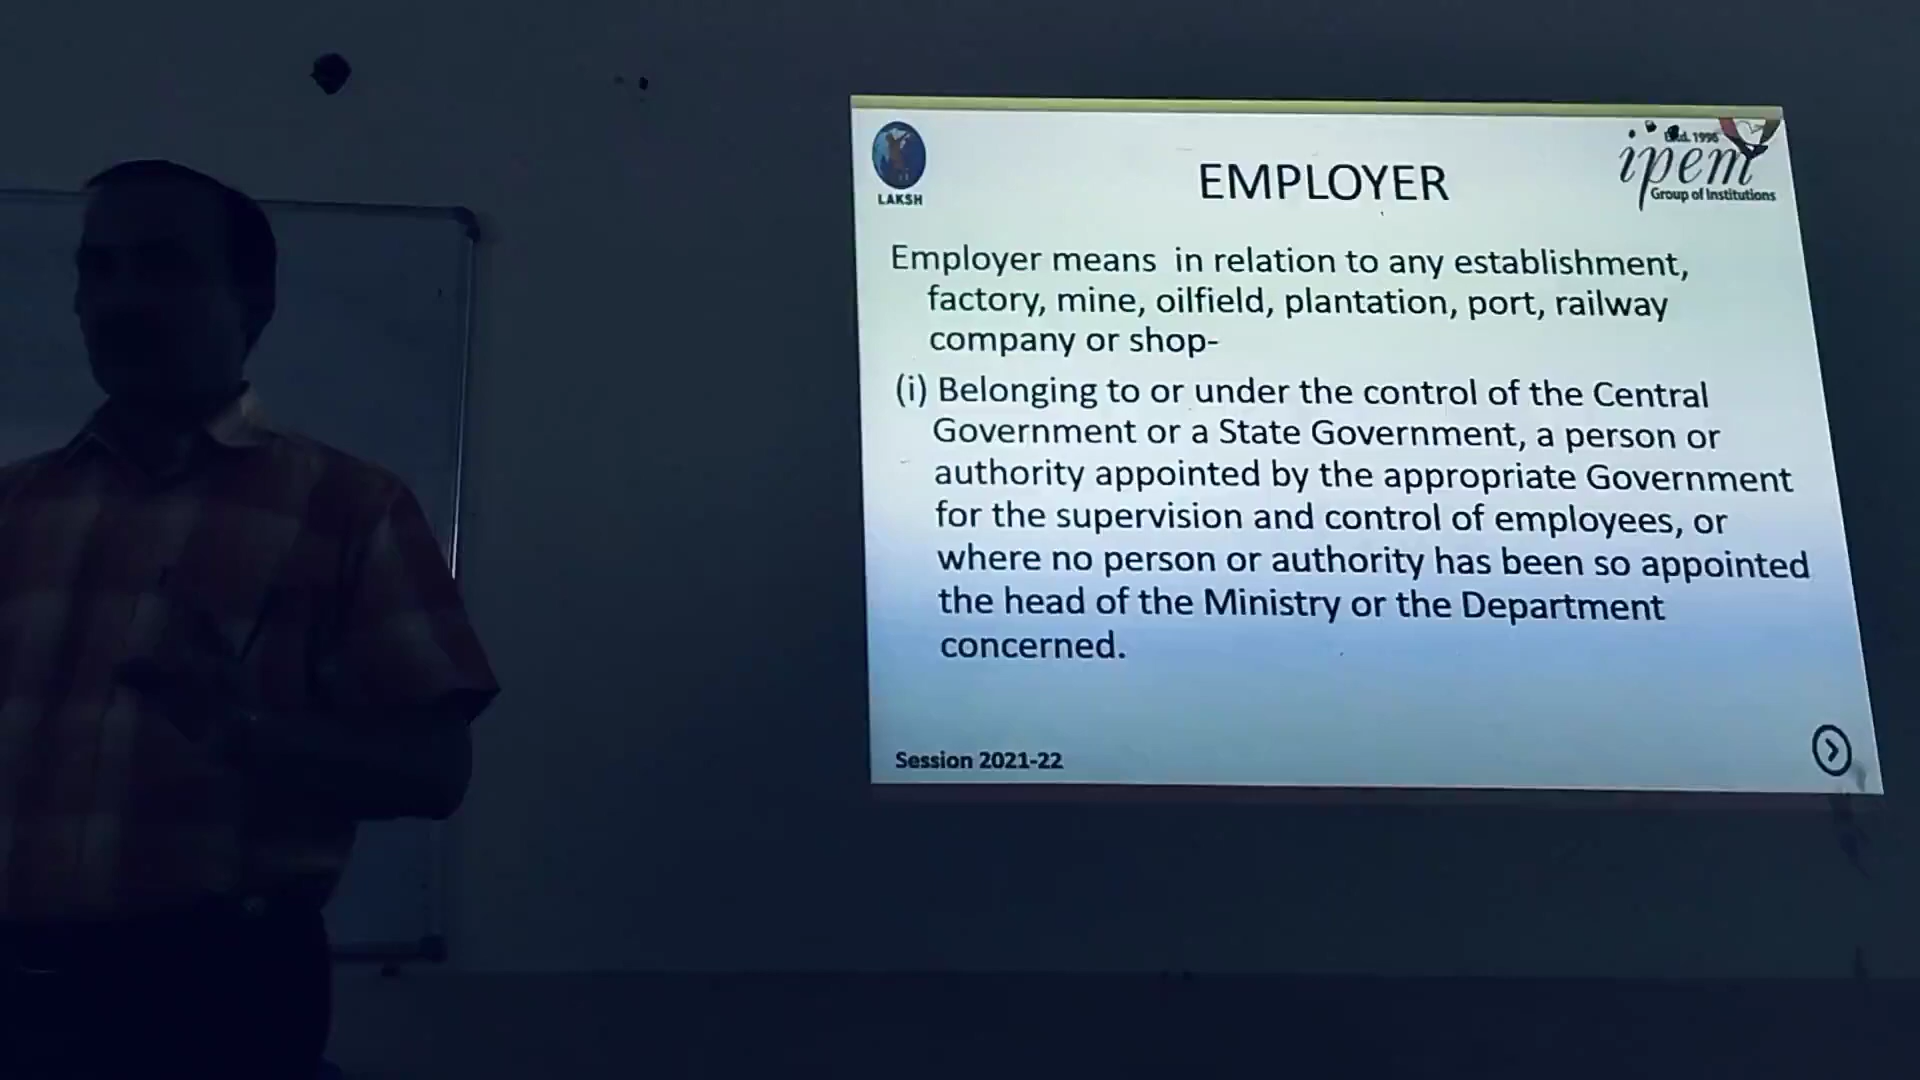 LAKSH
Estd. 1996
ipem
Group of Institutions
EMPLOYER
Employer means in relation to any establishment,
factory, mine, oilfield, plantation, port, railway
company or shop-
(i) Belonging to or under the control of the Central
Government or a State Government, a person or
authority appointed by the appropriate Government
for the supervision and control of employees, or
where no person or authority has been so appointed
the head of the Ministry or the Department
concerned.
Session 2021-22